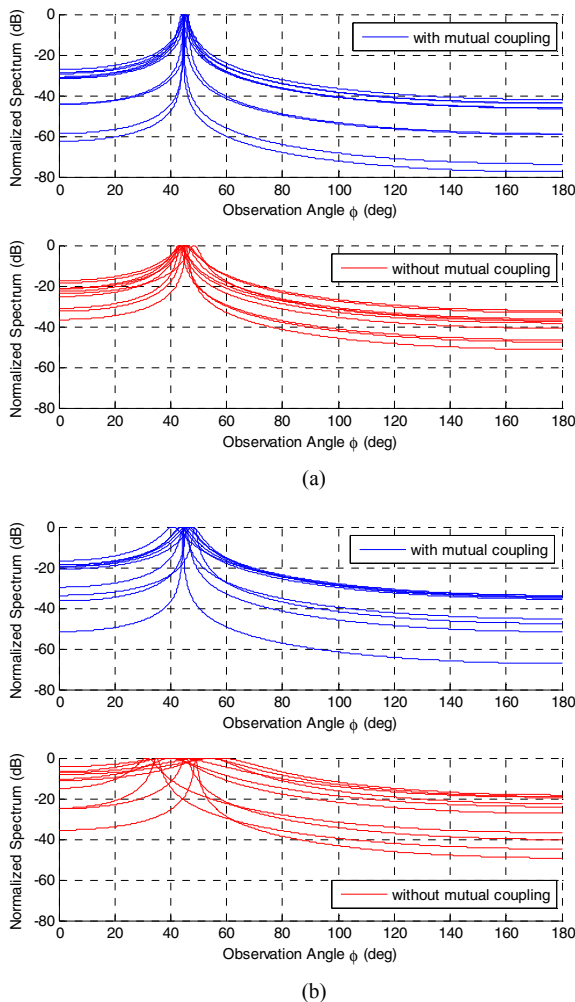 0
-20
-40
-60
-80
Normalized Spectrum (dB)
with mutual coupling
0 20 40 60 80 100 120 140 160 180
Observation Angle ϕ (deg)
0
-20
-40
-60
-80
Normalized Spectrum (dB)
without mutual coupling
0 20 40 60 80 100 120 140 160 180
Observation Angle ϕ (deg)
(a)
0
-20
-40
-60
-80
Normalized Spectrum (dB)
with mutual coupling
0 20 40 60 80 100 120 140 160 180
Observation Angle ϕ (deg)
0
-20
-40
-60
-80
Normalized Spectrum (dB)
without mutual coupling
0 20 40 60 80 100 120 140 160 180
Observation Angle ϕ (deg)
(b)